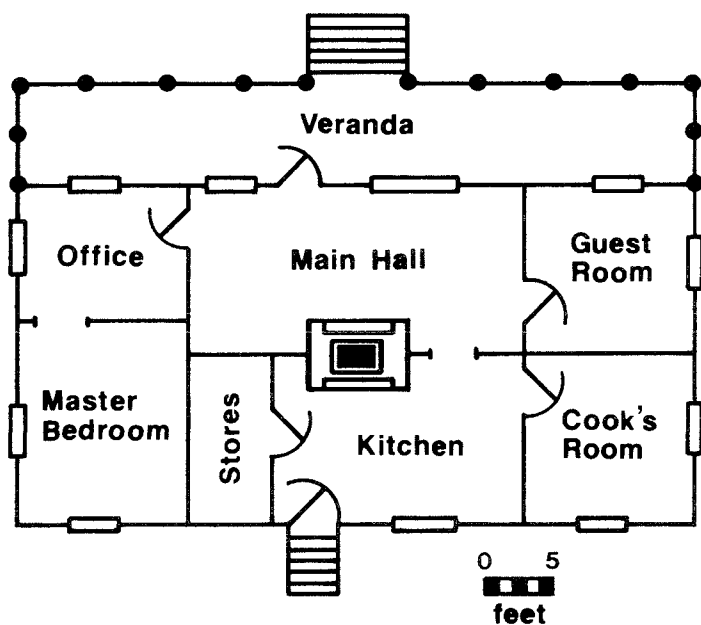 Veranda
Office
Main Hall
Guest
Room
Master
Bedroom
Stores
Kitchen
Cook's
Room
0 5
feet